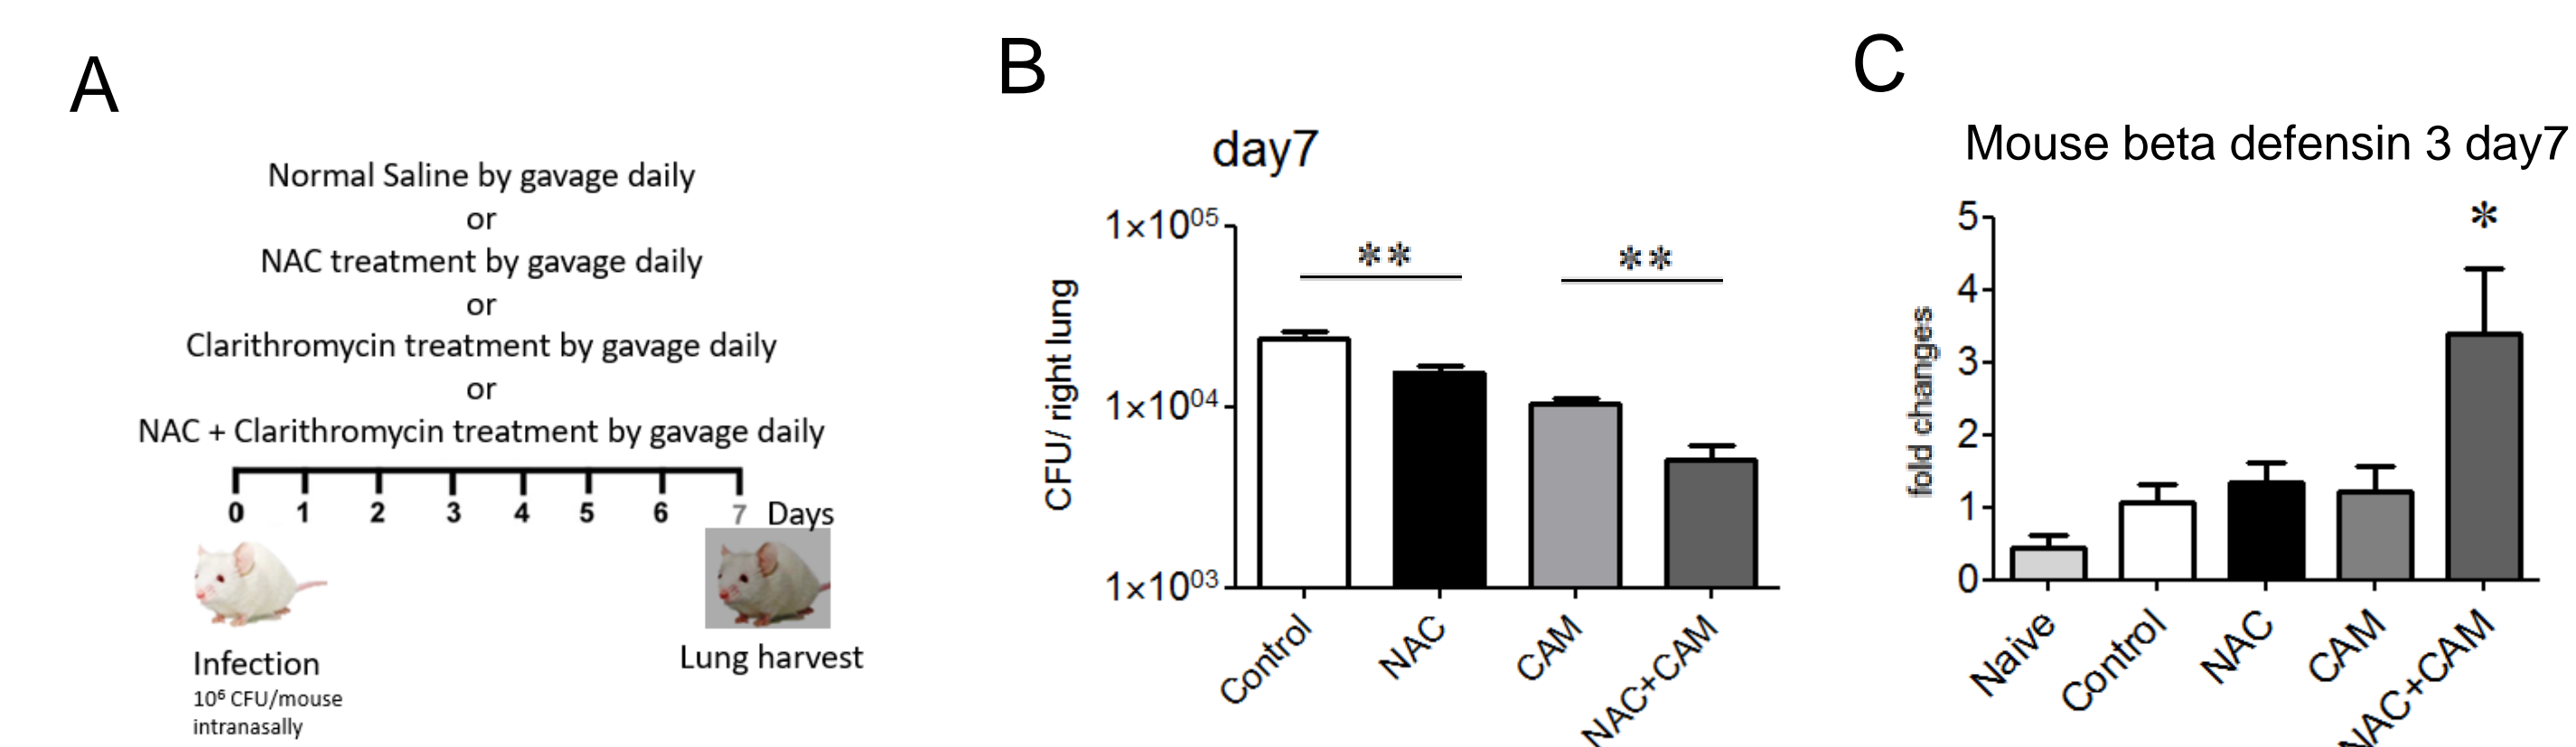 A
Normal Saline by gavage daily
or
NAC treatment by gavage daily
or
Clarithromycin treatment by gavage daily
or
NAC + Clarithromycin treatment by gavage daily
0 1 2 3 4 5 6 7 Days
Infection
10⁶ CFU/mouse
intranasally
Lung harvest
B
day7
CFU/ right lung
1×10⁰⁵
1×10⁰⁴
1×10⁰³
**
**
Control
NAC
CAM
NAC+CAM
C
Mouse beta defensin 3 day7
fold changes
5
4
3
2
1
0
*
Naive
Control
NAC
CAM
NAC+CAM